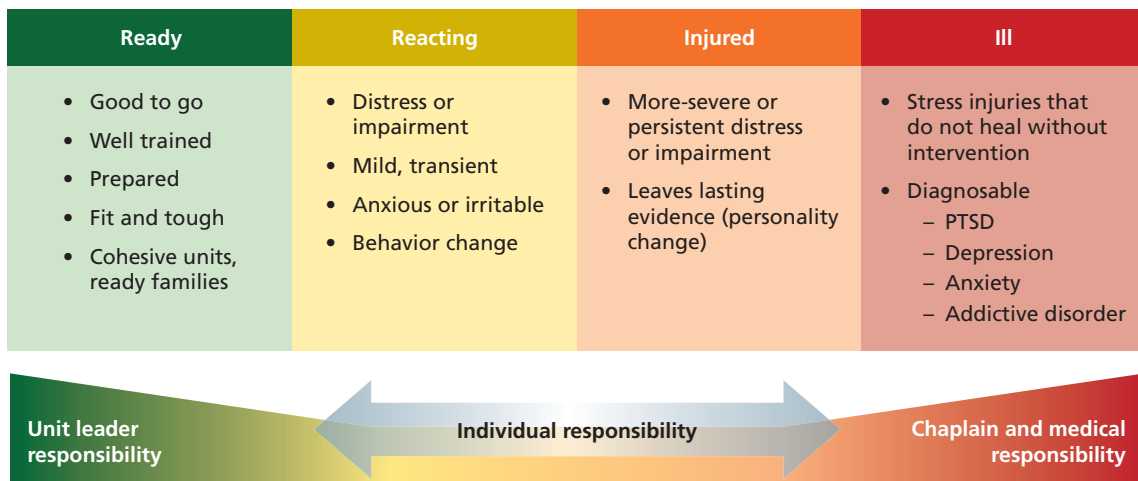 Ready
Reacting
Injured
Ill
• Good to go
• Well trained
• Prepared
• Fit and tough
• Cohesive units,
ready families
• Distress or
impairment
• Mild, transient
• Anxious or irritable
• Behavior change
• More-severe or
persistent distress
or impairment
• Leaves lasting
evidence (personality
change)
• Stress injuries that
do not heal without
intervention
• Diagnosable
– PTSD
– Depression
– Anxiety
– Addictive disorder
Unit leader
responsibility
Individual responsibility
Chaplain and medical
responsibility